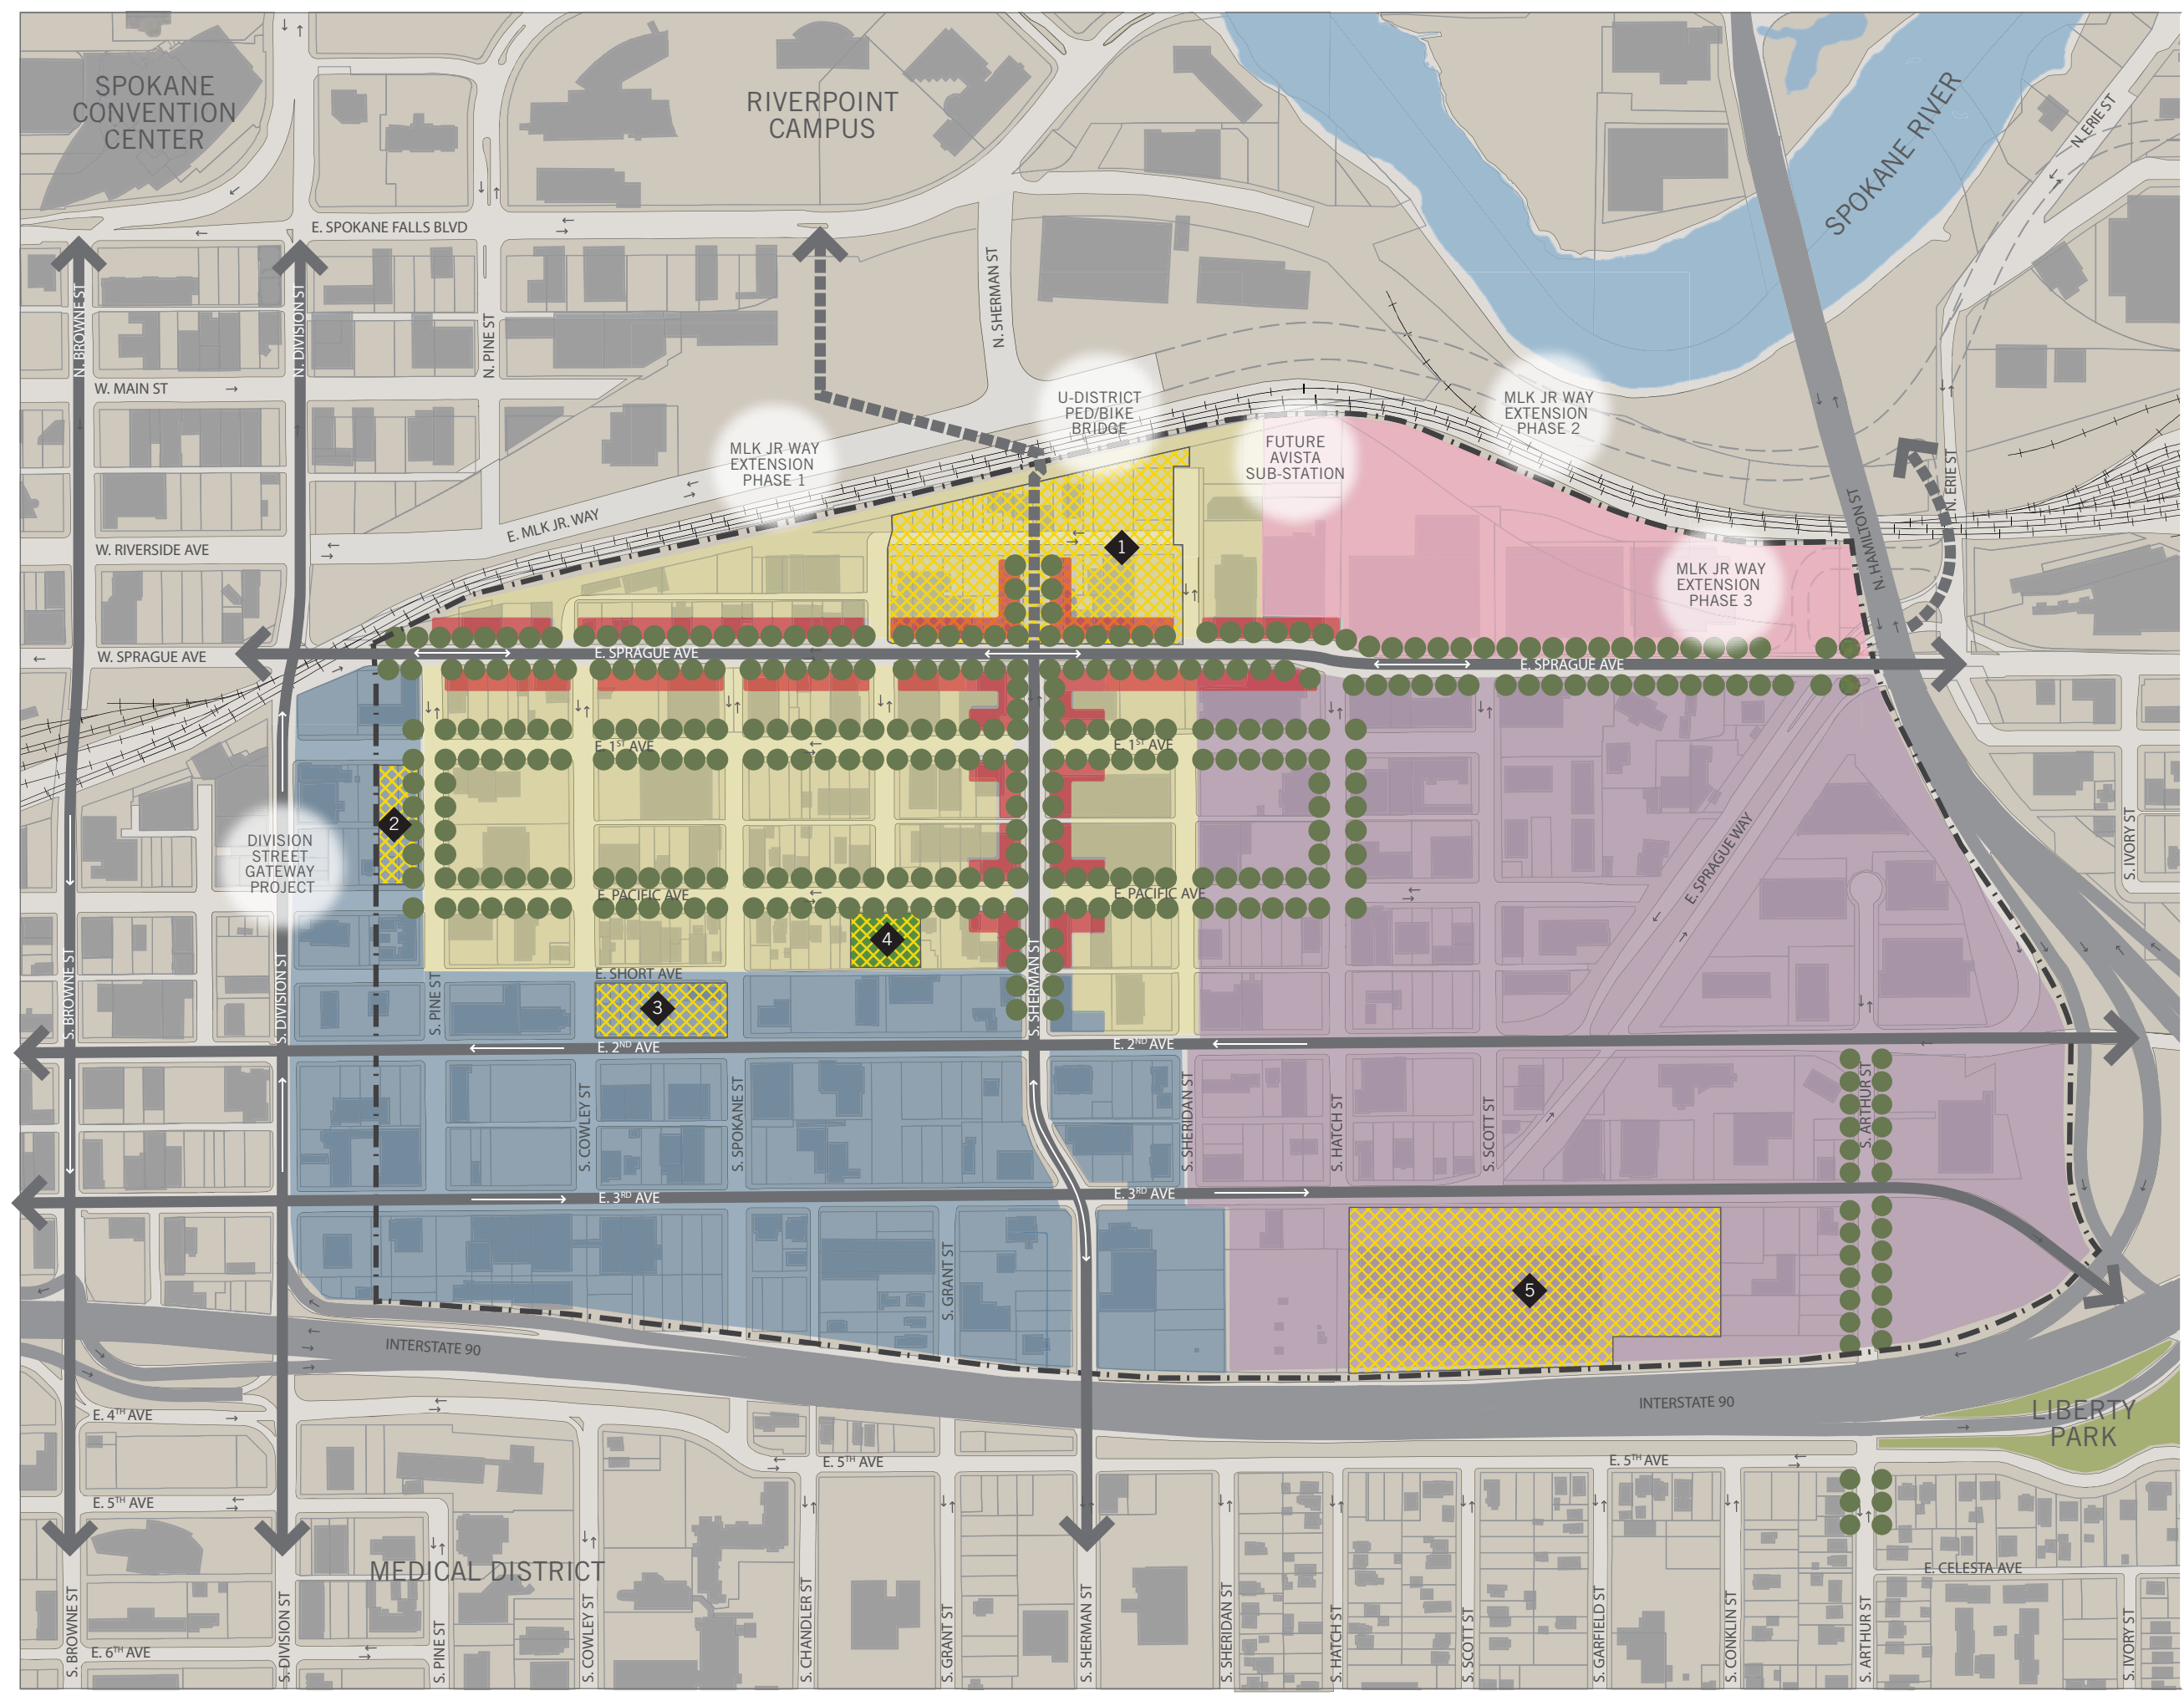 SPOKANE
CONVENTION
CENTER
RIVERPOINT
CAMPUS
SPOKANE RIVER
N. ERIE ST
E. SPOKANE FALLS BLVD
N. BROWNE ST
N. DIVISION ST
N. PINE ST
N. SHERMAN ST
W. MAIN ST
U-DISTRICT
PED/BIKE
BRIDGE
MLK JR WAY
EXTENSION
PHASE 2
MLK JR WAY
EXTENSION
PHASE 1
FUTURE
AVISTA
SUB-STATION
N. ERIE ST
N. HAMILTON ST
E. MLK JR. WAY
W. RIVERSIDE AVE
1
MLK JR WAY
EXTENSION
PHASE 3
W. SPRAGUE AVE
E. SPRAGUE AVE
E. SPRAGUE AVE
E. 1ST AVE
E. 1ST AVE
2
DIVISION
STREET
GATEWAY
PROJECT
E. SPRAGUE WAY
S. IVORY ST
E. PACIFIC AVE
E. PACIFIC AVE
4
E. SHORT AVE
3
S. BROWNE ST
S. DIVISION ST
S. PINE ST
S. SHERMAN ST
E. 2ND AVE
E. 2ND AVE
S. COWLEY ST
S. SPOKANE ST
S. SHERIDAN ST
S. HATCH ST
S. SCOTT ST
S. ARTHUR ST
E. 3RD AVE
E. 3RD AVE
S. GRANT ST
5
INTERSTATE 90
INTERSTATE 90
LIBERTY
PARK
E. 4TH AVE
E. 5TH AVE
E. 5TH AVE
E. 5TH AVE
MEDICAL DISTRICT
E. CELESTA AVE
E. 6TH AVE
S. BROWNE ST
S. DIVISION ST
S. PINE ST
S. COWLEY ST
S. CHANDLER ST
S. GRANT ST
S. SHERMAN ST
S. SHERIDAN ST
S. HATCH ST
S. SCOTT ST
S. GARFIELD ST
S. CONKLIN ST
S. ARTHUR ST
S. IVORY ST